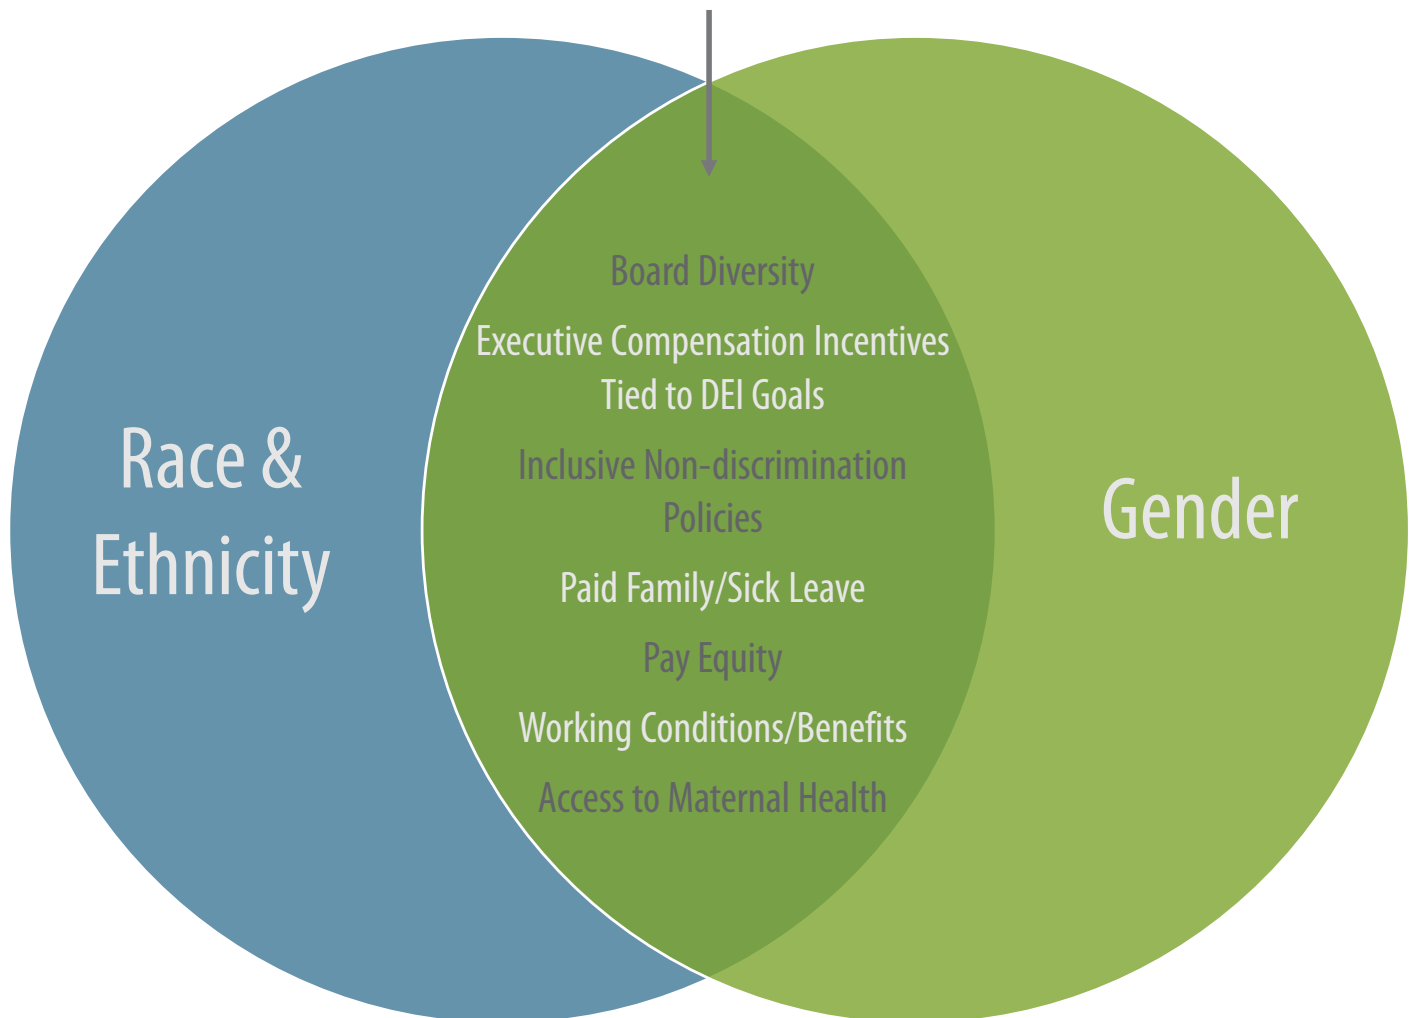 Board Diversity
Executive Compensation Incentives
Tied to DEI Goals
Race &
Ethnicity
Inclusive Non-discrimination
Policies
Gender
Paid Family/Sick Leave
Pay Equity
Working Conditions/Benefits
Access to Maternal Health